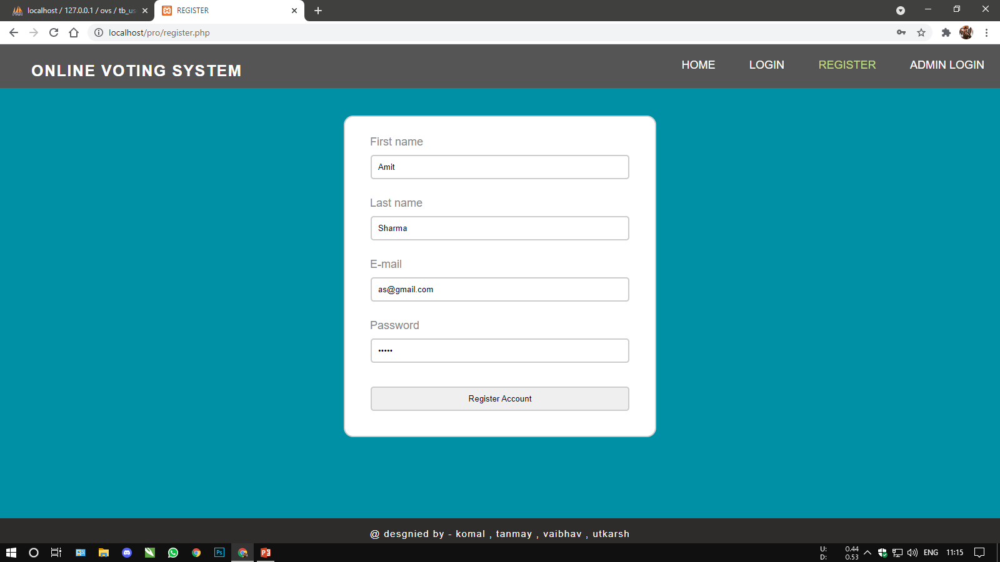 localhost / 127.0.0.1 / ovs / tb_us
REGISTER
localhost/pro/register.php
ONLINE VOTING SYSTEM
HOME
LOGIN
REGISTER
ADMIN LOGIN
First name
Amit
Last name
Sharma
E-mail
as@gmail.com
Password
•••••
Register Account
@ desgnied by - komal , tanmay , vaibhav , utkarsh
Ps
U: 0.44
D: 0.53
ENG
11:15